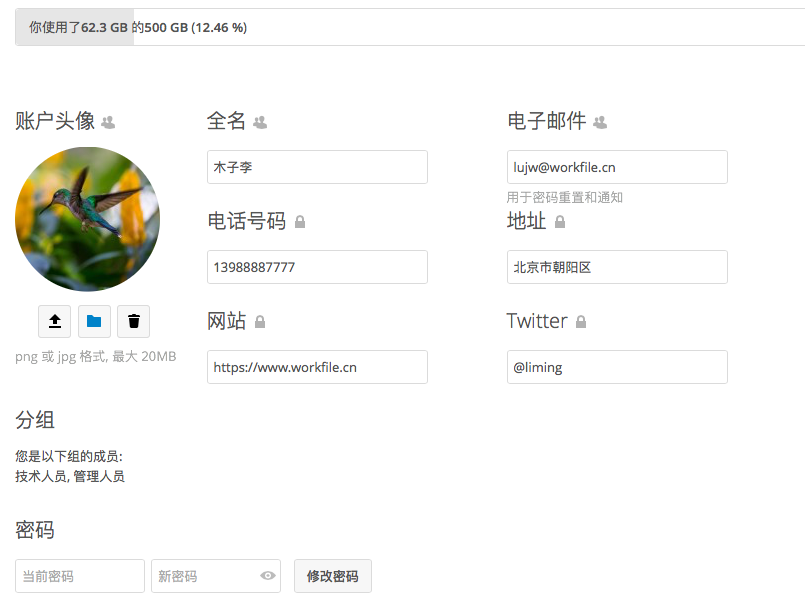 你使用了62.3 GB 的500 GB (12.46 %)
账户头像
全名
电子邮件
木子李
lujw@workfile.cn
用于密码重置和通知
电话号码
地址
13988887777
北京市朝阳区
png 或 jpg 格式, 最大 20MB
网站
Twitter
https://www.workfile.cn
@liming
分组
您是以下组的成员:
技术人员, 管理人员
密码
当前密码
新密码
修改密码